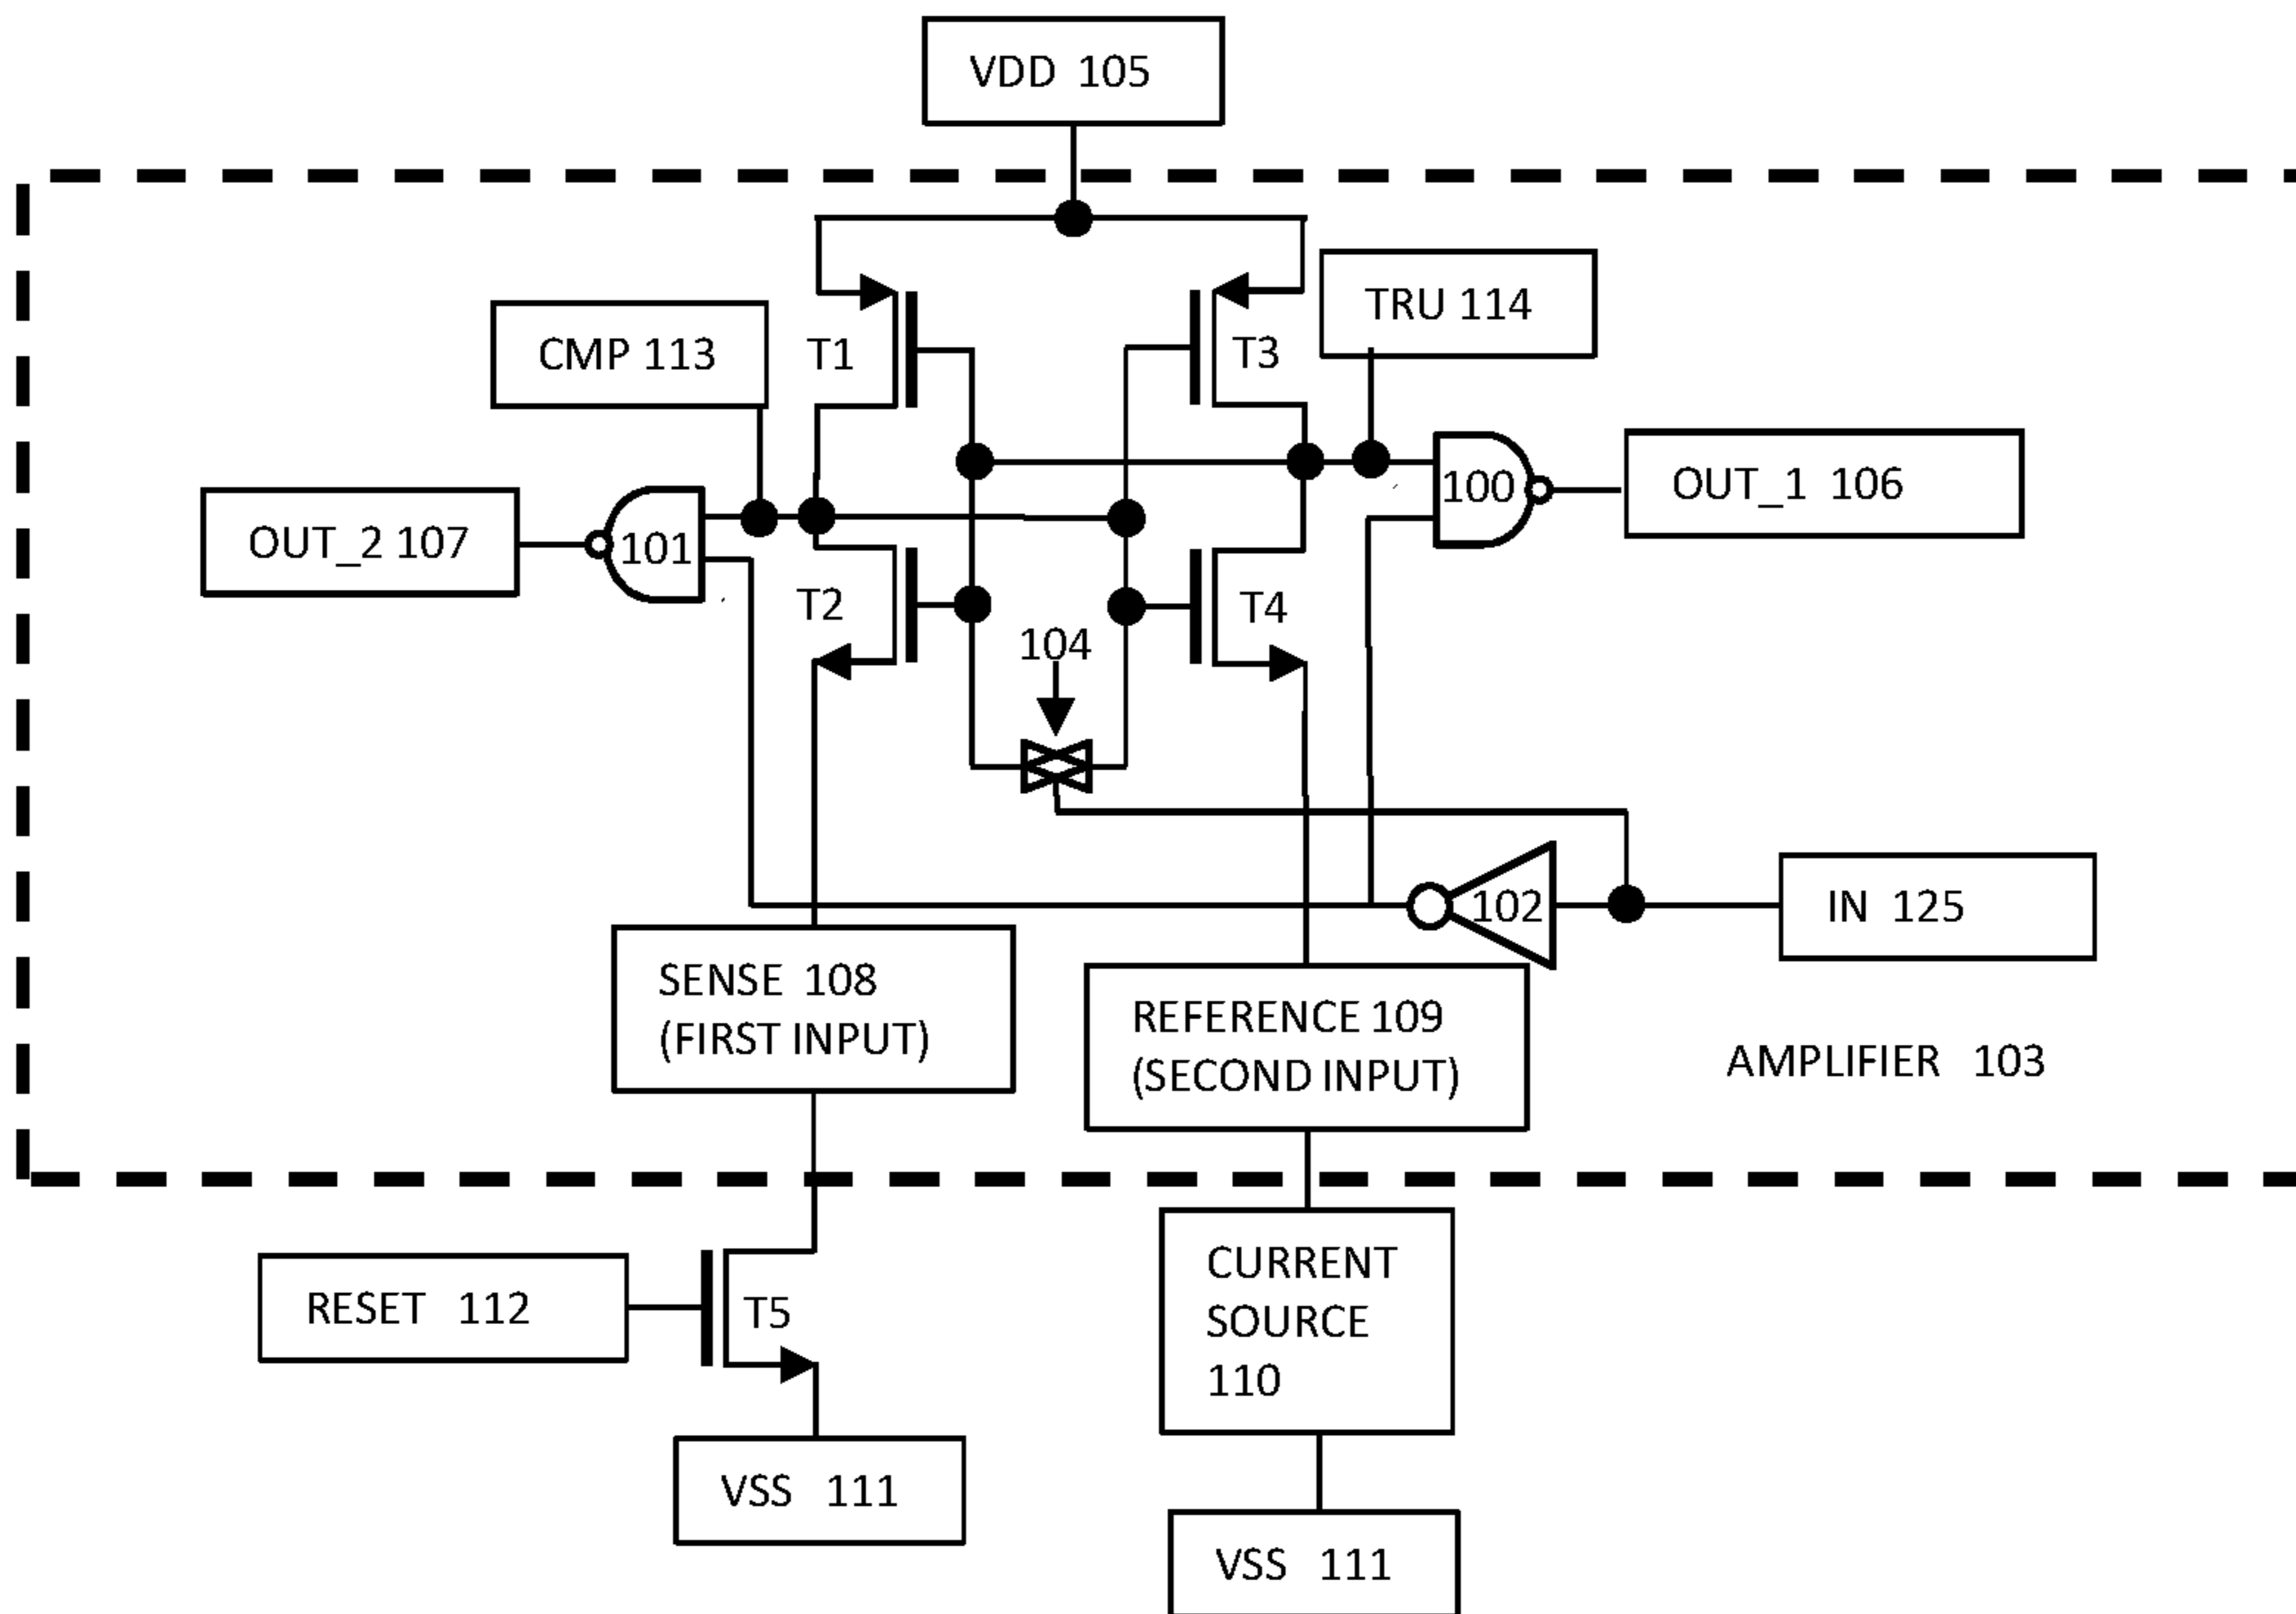 VDD 105
CMP 113
T1
T3
TRU 114
OUT_2 107
101
100
OUT_1 106
T2
T4
104
102
IN 125
SENSE 108
(FIRST INPUT)
REFERENCE 109
(SECOND INPUT)
AMPLIFIER 103
RESET 112
T5
CURRENT
SOURCE
110
VSS 111
VSS 111